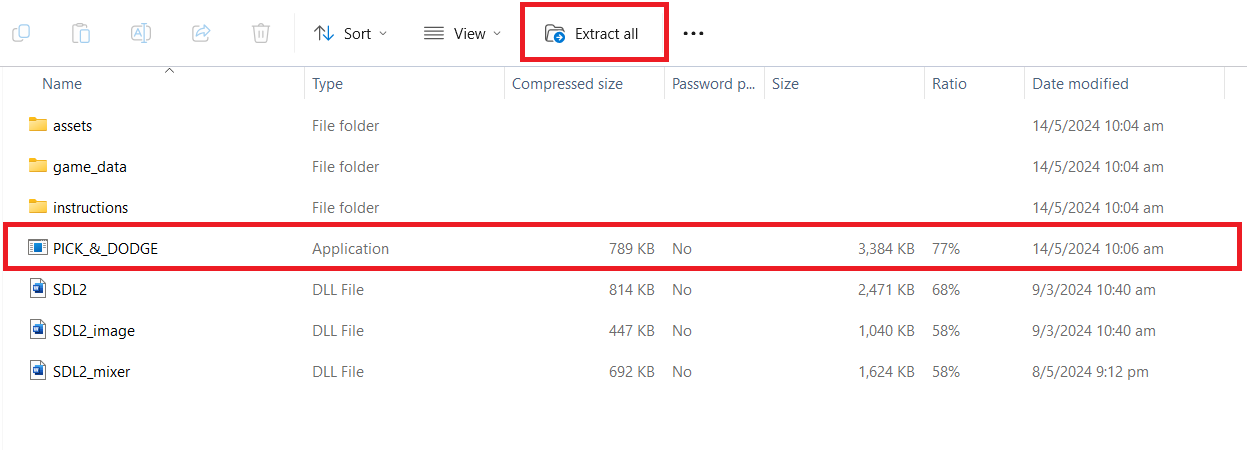 Sort View Extract all
Name Type Compressed size Password p... Size Ratio Date modified
assets File folder 14/5/2024 10:04 am
game_data File folder 14/5/2024 10:04 am
instructions File folder 14/5/2024 10:04 am
PICK_&_DODGE Application 789 KB No 3,384 KB 77% 14/5/2024 10:06 am
SDL2 DLL File 814 KB No 2,471 KB 68% 9/3/2024 10:40 am
SDL2_image DLL File 447 KB No 1,040 KB 58% 9/3/2024 10:40 am
SDL2_mixer DLL File 692 KB No 1,624 KB 58% 8/5/2024 9:12 pm